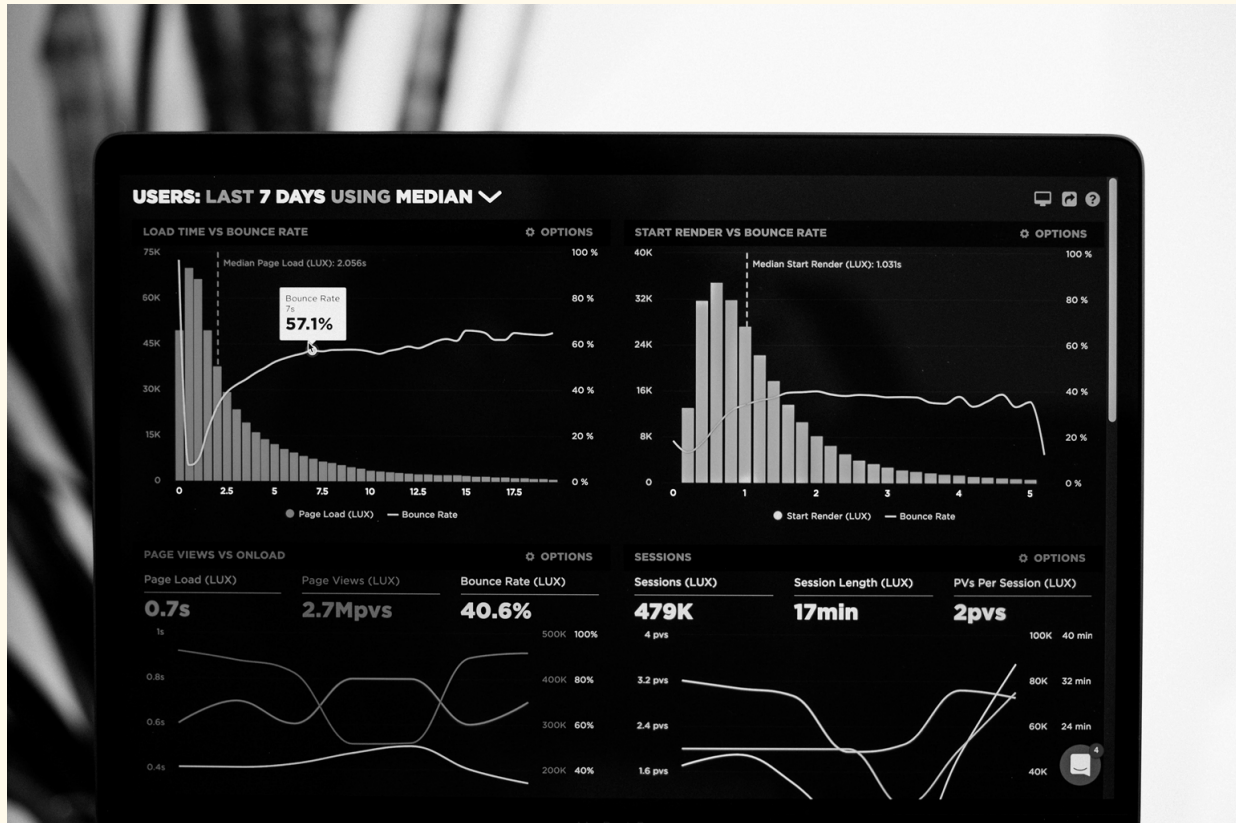 USERS: LAST 7 DAYS USING MEDIAN
LOAD TIME VS BOUNCE RATE
OPTIONS
75K
60K
45K
30K
15K
0
Median Page Load (LUX): 2.056s
Bounce Rate
7s
57.1%
100 %
80 %
60 %
40 %
20 %
0 %
0 2.5 5 7.5 10 12.5 15 17.5
Page Load (LUX) Bounce Rate
START RENDER VS BOUNCE RATE
OPTIONS
40K
32K
24K
16K
8K
0
Median Start Render (LUX): 1.031s
100 %
80 %
60 %
40 %
20 %
0 %
0 1 2 3 4 5
Start Render (LUX) Bounce Rate
PAGE VIEWS VS ONLOAD
OPTIONS
Page Load (LUX)
0.7s
Page Views (LUX)
2.7Mpvs
Bounce Rate (LUX)
40.6%
1s
0.8s
0.6s
0.4s
500K 100%
400K 80%
300K 60%
200K 40%
SESSIONS
OPTIONS
Sessions (LUX)
479K
Session Length (LUX)
17min
PVs Per Session (LUX)
2pvs
4 pvs
3.2 pvs
2.4 pvs
1.6 pvs
100K 40 min
80K 32 min
60K 24 min
40K
4